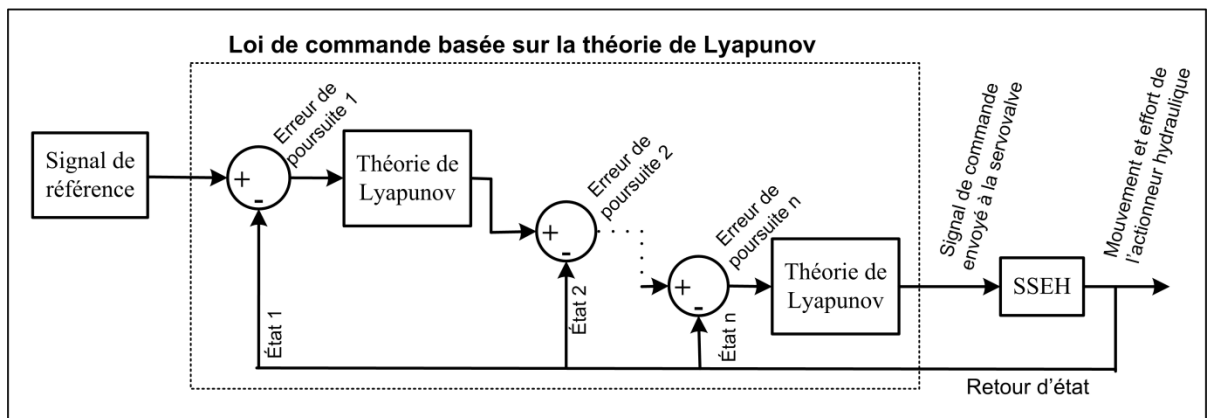 Loi de commande basée sur la théorie de Lyapunov
Signal de
référence
+
-
Erreur de
poursuite 1
Théorie de
Lyapunov
+
-
Erreur de
poursuite 2
+
-
Erreur de
poursuite n
Théorie de
Lyapunov
Signal de commande
envoyé à la servovalve
SSEH
Mouvement et effort de
l'actionneur hydraulique
État 1
État 2
État n
Retour d'état